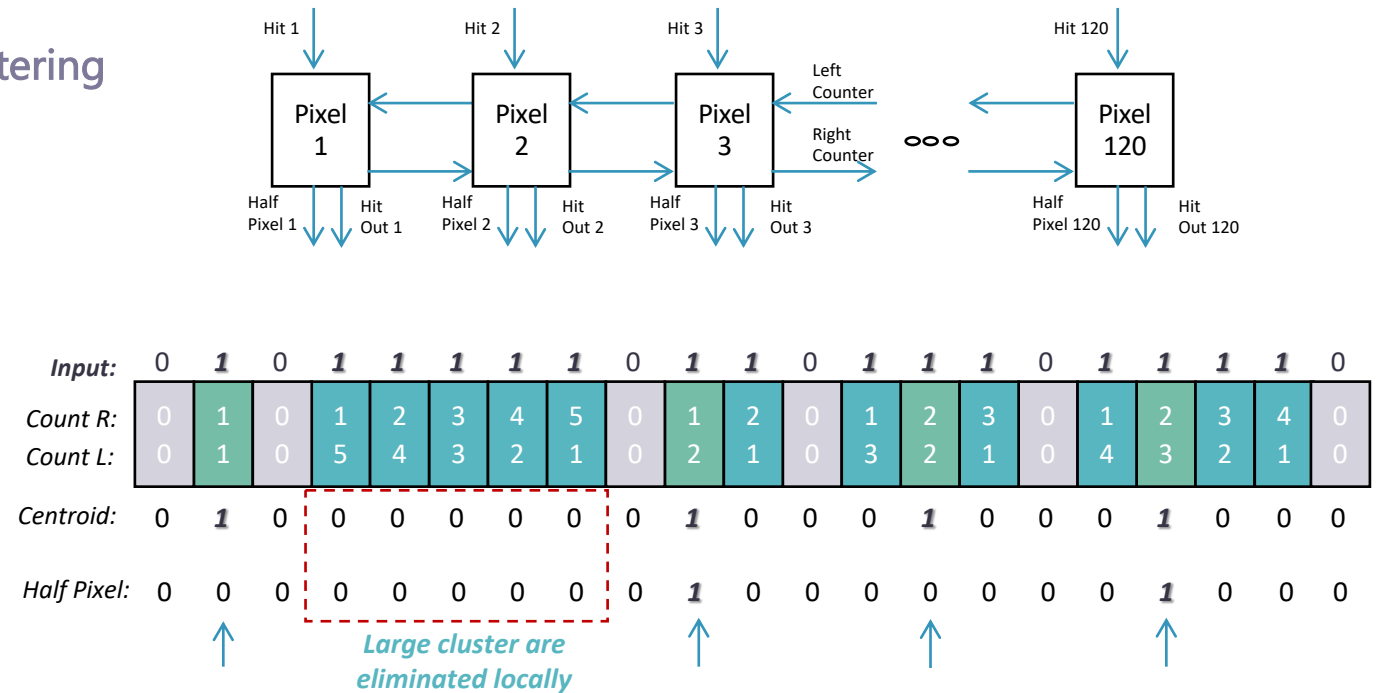 tering
Hit 1
Hit 2
Hit 3
Hit 120
Pixel
1
Pixel
2
Pixel
3
Left
Counter
Right
Counter
Pixel
120
Half
Pixel 1
Hit
Out 1
Half
Pixel 2
Hit
Out 2
Half
Pixel 3
Hit
Out 3
Half
Pixel 120
Hit
Out 120
Input: 0 1 0 1 1 1 1 1 0 1 1 0 1 1 1 0 1 1 1 1 0
Count R: 0 1 0 1 2 3 4 5 0 1 2 0 1 2 3 0 1 2 3 4 0
Count L: 0 1 0 5 4 3 2 1 0 2 1 0 3 2 1 0 4 3 2 1 0
Centroid: 0 1 0 0 0 0 0 0 0 1 0 0 0 1 0 0 0 1 0 0 0
Half Pixel: 0 0 0 0 0 0 0 0 0 1 0 0 0 0 0 0 0 1 0 0 0
Large cluster are
eliminated locally